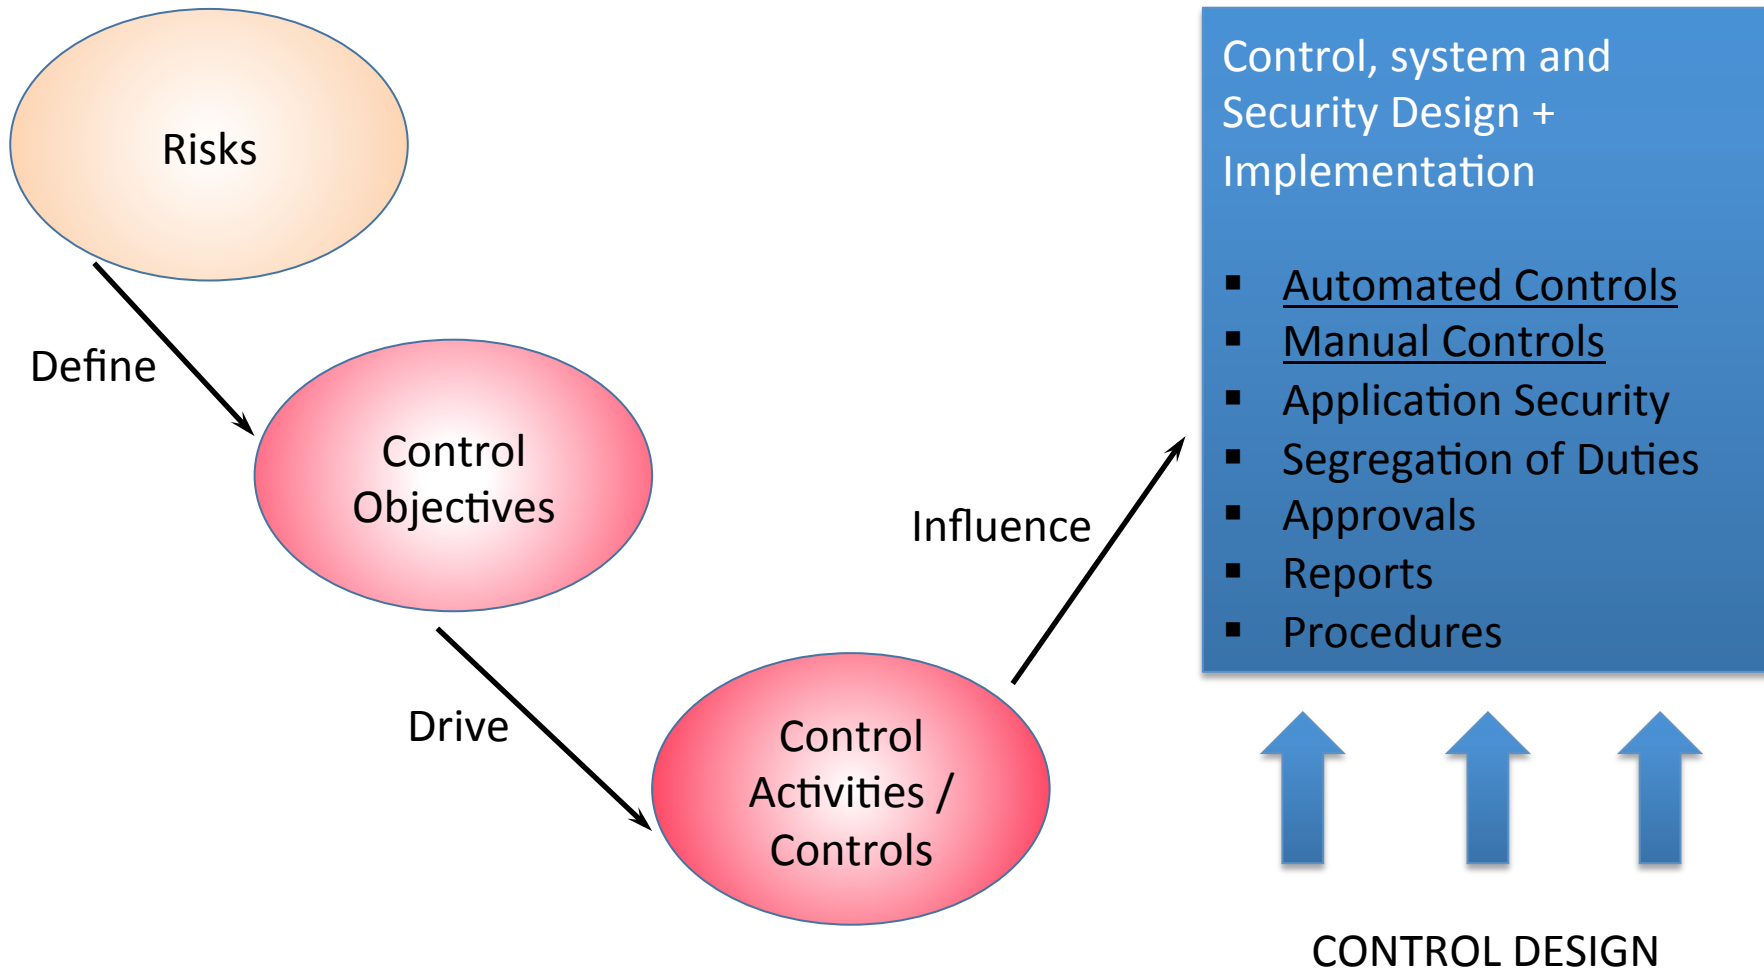 Risks
Define
Control
Objectives
Drive
Control
Activities /
Controls
Influence
Control, system and
Security Design +
Implementation
▪ Automated Controls
▪ Manual Controls
▪ Application Security
▪ Segregation of Duties
▪ Approvals
▪ Reports
▪ Procedures
CONTROL DESIGN